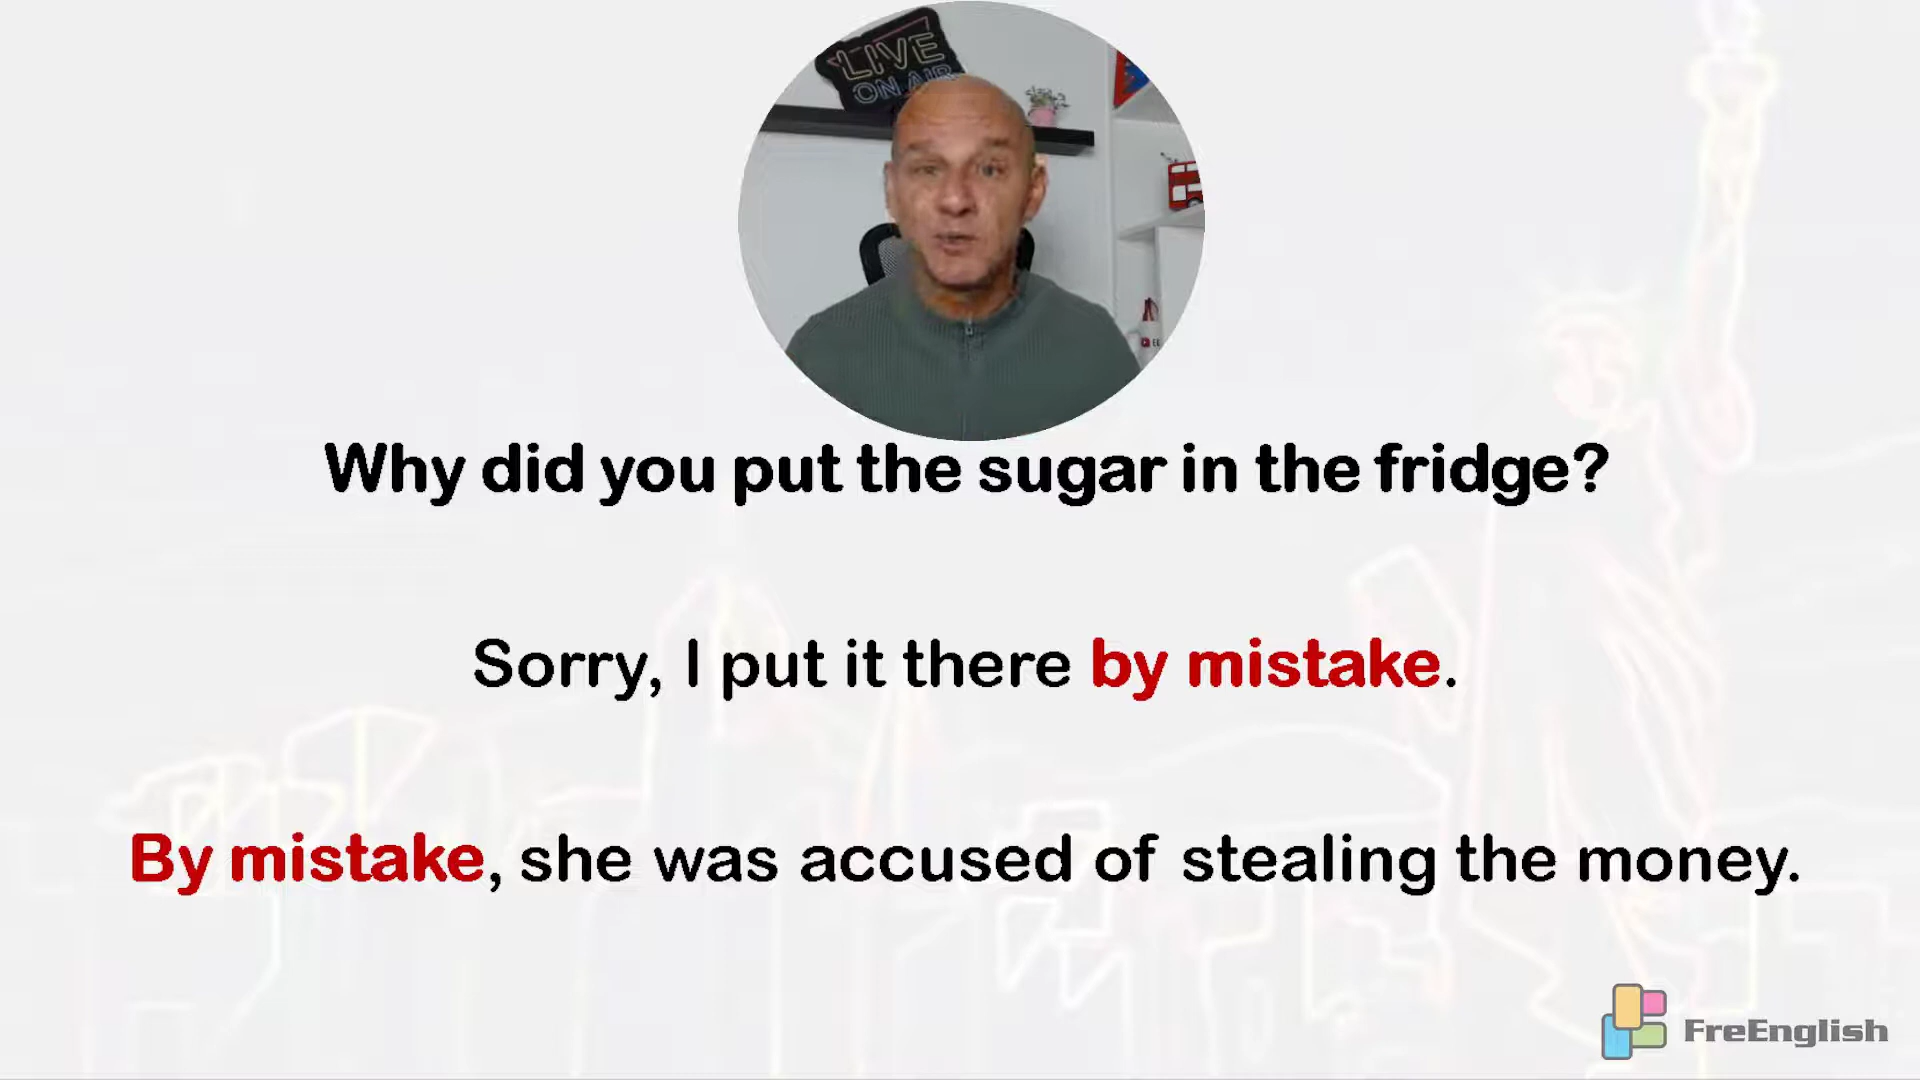 LIVE
ON AIR
Why did you put the sugar in the fridge?
Sorry, I put it there by mistake.
By mistake, she was accused of stealing the money.
FreEnglish